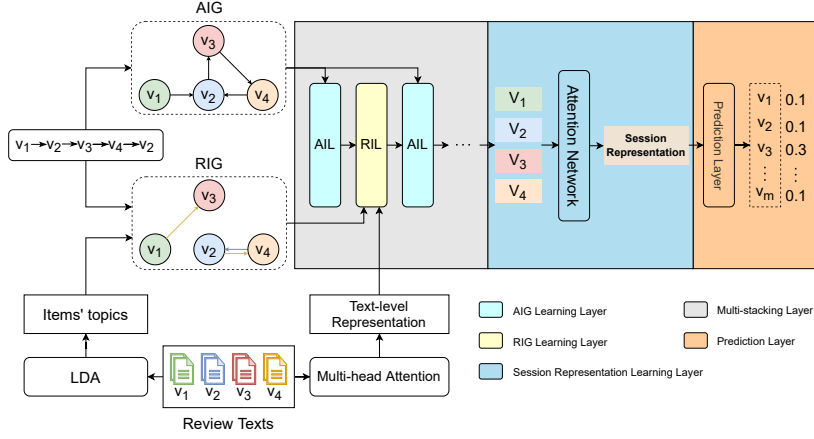 AIG
v3
v1
v2
v4
v1 v2 v3 v4 v2
RIG
v3
v1
v2
v4
AIL
RIL
AIL
...
V1
V2
V3
V4
Attention Network
Session
Representation
Prediction Layer
v1 0.1
v2 0.1
v3 0.3
... ...
vm 0.1
Items' topics
LDA
v1 v2 v3 v4
Review Texts
Text-level
Representation
Multi-head Attention
AIG Learning Layer
RIG Learning Layer
Session Representation Learning Layer
Multi-stacking Layer
Prediction Layer